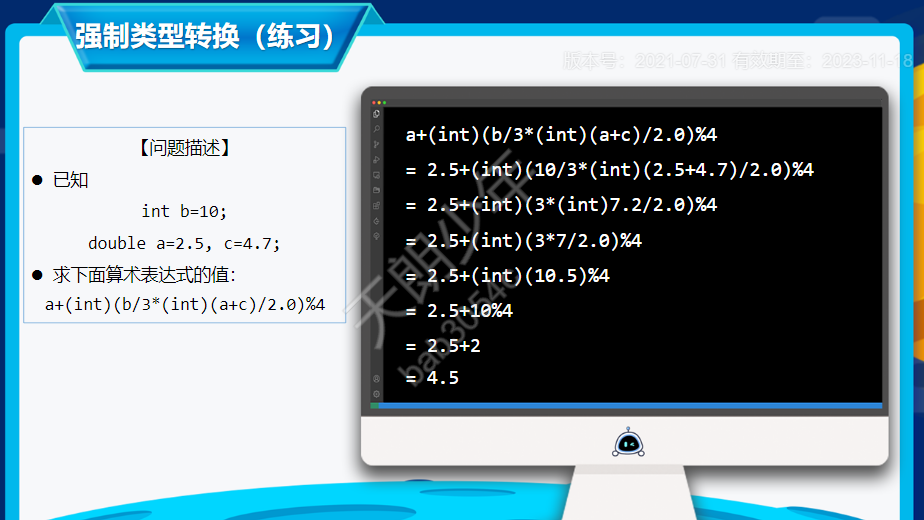 强制类型转换（练习）
版本号：2021-07-31 有效期至：2023-11-18
【问题描述】
● 已知
int b=10;
double a=2.5, c=4.7;
● 求下面算术表达式的值：
a+(int)(b/3*(int)(a+c)/2.0)%4
a+(int)(b/3*(int)(a+c)/2.0)%4
= 2.5+(int)(10/3*(int)(2.5+4.7)/2.0)%4
= 2.5+(int)(3*(int)7.2/2.0)%4
= 2.5+(int)(3*7/2.0)%4
= 2.5+(int)(10.5)%4
= 2.5+10%4
= 2.5+2
= 4.5
天朗少年